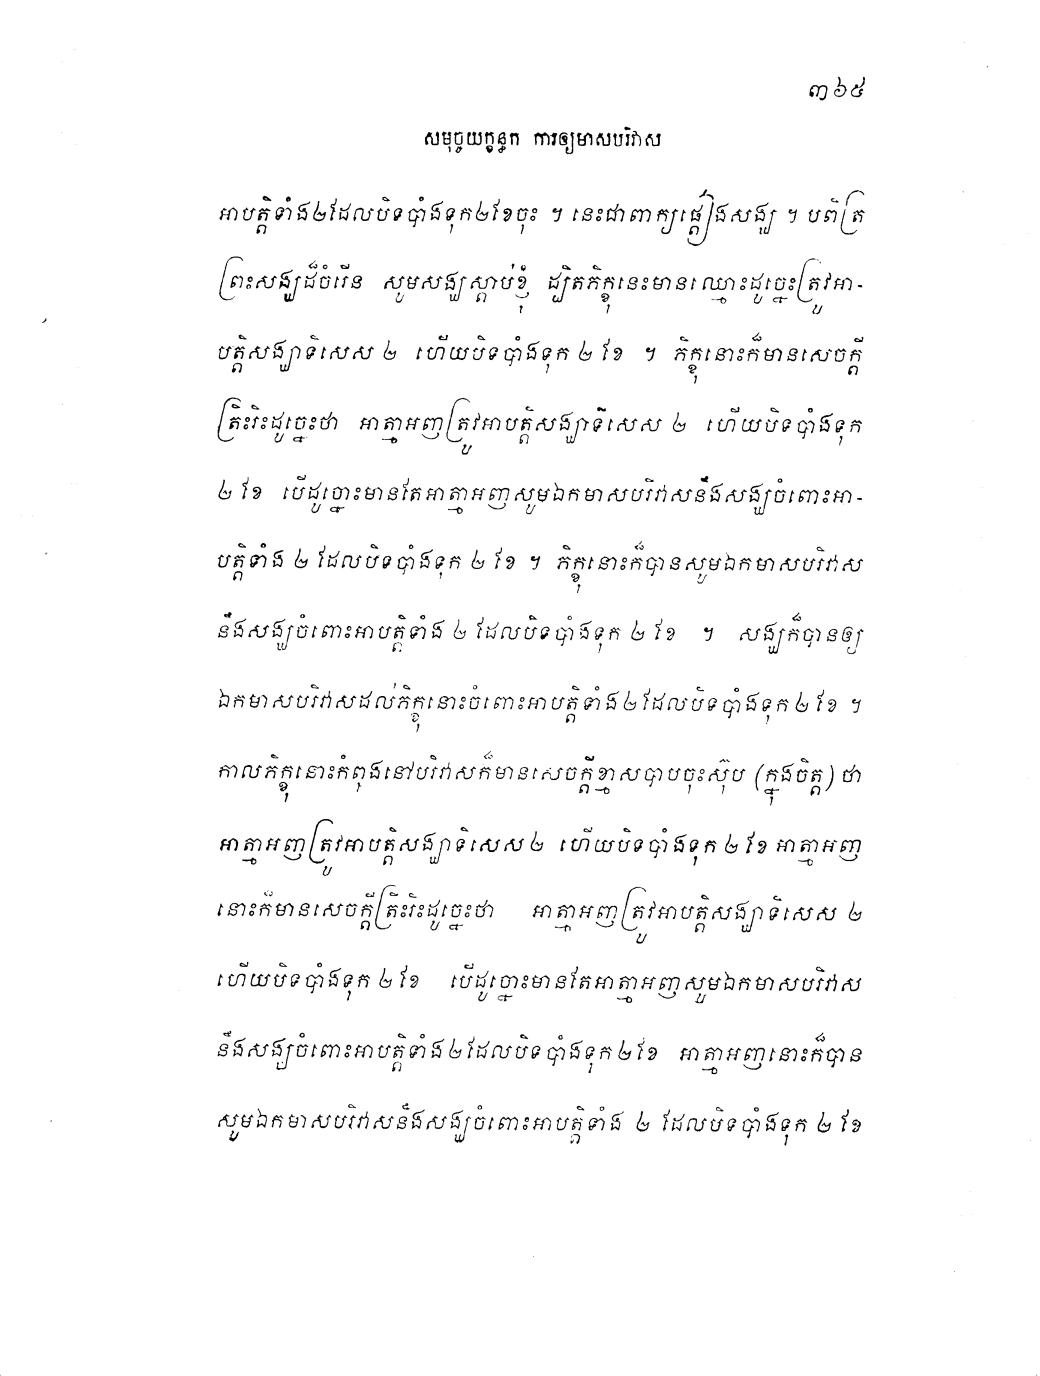 ៣៦៥
សមុច្ចយក្ខន្ធក ការឲ្យមាសបរិវាស
អាបត្តិទាំង២ដែលបិទបាំងទុក២ខែចុះ ។ នេះជាពាក្យផ្តៀងសង្ឃ ។ បពិត្រ
ព្រះសង្ឃដ៏ចំរើន សូមសង្ឃស្តាប់ខ្ញុំ ដ្បិតភិក្ខុនេះមានឈ្មោះដូច្នេះត្រូវអា-
បត្តិសង្ឃាទិសេស ២ ហើយបិទបាំងទុក ២ ខែ ។ ភិក្ខុនោះក៏មានសេចក្តី
ត្រិះរិះដូច្នេះថា អាត្មាអញត្រូវអាបត្តិសង្ឃាទិសេស ២ ហើយបិទបាំងទុក
២ ខែ បើដូច្នោះមានតែអាត្មាអញសូមឯកមាសបរិវាសនឹងសង្ឃចំពោះអា-
បត្តិទាំង ២ ដែលបិទបាំងទុក ២ ខែ ។ ភិក្ខុនោះក៏បានសូមឯកមាសបរិវាស
នឹងសង្ឃចំពោះអាបត្តិទាំង ២ ដែលបិទបាំងទុក ២ ខែ ។ សង្ឃក៏បានឲ្យ
ឯកមាសបរិវាសដល់ភិក្ខុនោះចំពោះអាបត្តិទាំង២ដែលបិទបាំងទុក២ខែ ។
កាលភិក្ខុនោះកំពុងនៅបរិវាសក៏មានសេចក្តីខ្មាសបាបចុះស៊ុប (ក្នុងចិត្ត) ថា
អាត្មាអញត្រូវអាបត្តិសង្ឃាទិសេស២ ហើយបិទបាំងទុក ២ ខែ អាត្មាអញ
នោះក៏មានសេចក្តីត្រិះរិះដូច្នេះថា អាត្មាអញត្រូវអាបត្តិសង្ឃាទិសេស ២
ហើយបិទបាំងទុក ២ ខែ បើដូច្នោះមានតែអាត្មាអញសូមឯកមាសបរិវាស
នឹងសង្ឃចំពោះអាបត្តិទាំង២ដែលបិទបាំងទុក២ខែ អាត្មាអញនោះក៏បាន
សូមឯកមាសបរិវាសនឹងសង្ឃចំពោះអាបត្តិទាំង ២ ដែលបិទបាំងទុក ២ ខែ